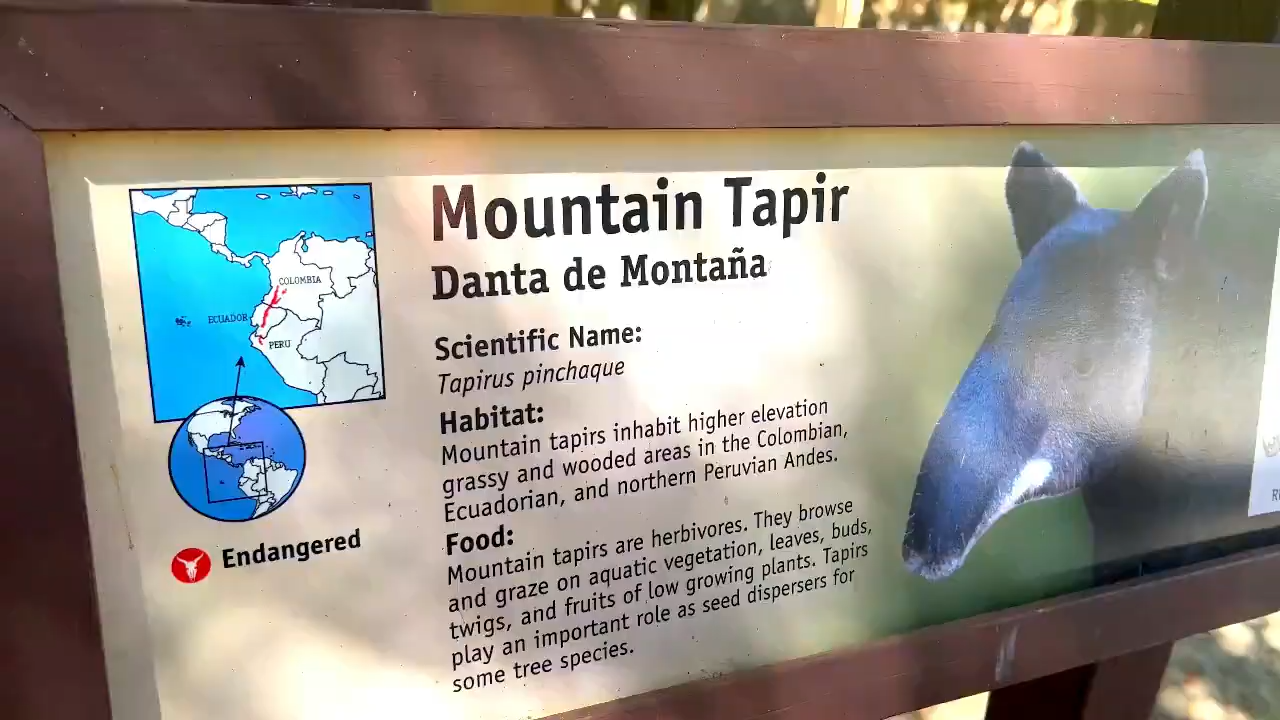 Mountain Tapir
Danta de Montaña
COLOMBIA
ECUADOR
PERU
Endangered
Scientific Name:
Tapirus pinchaque
Habitat:
Mountain tapirs inhabit higher elevation
grassy and wooded areas in the Colombian,
Ecuadorian, and northern Peruvian Andes.
Food:
Mountain tapirs are herbivores. They browse
and graze on aquatic vegetation, leaves, buds,
twigs, and fruits of low growing plants. Tapirs
play an important role as seed dispersers for
some tree species.